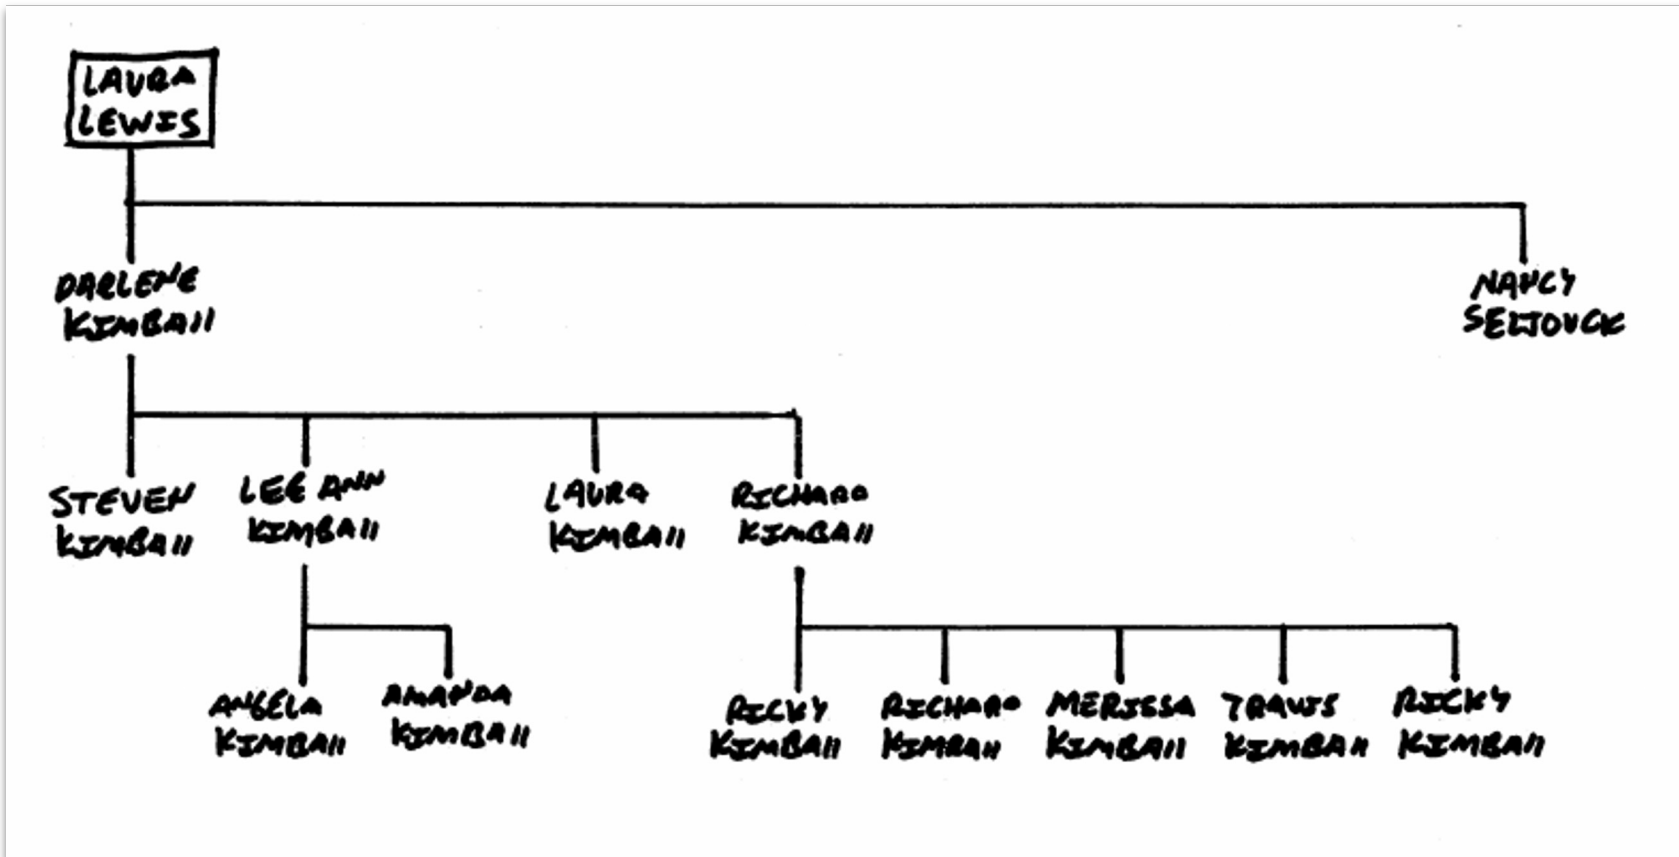 LAURA
LEWIS
DARLENE
KIMBAll
NANCY
SELJOUCK
STEVEN
KIMBAll
LEE ANN
KIMBAll
LAURA
KIMBAll
RICHARD
KIMBAll
ANGELA
KIMBAll
AMANDA
KIMBAll
RICKY
KIMBAll
RICHARD
KIMBAll
MERISSA
KIMBAll
TRAVIS
KIMBAll
RICKY
KIMBAll